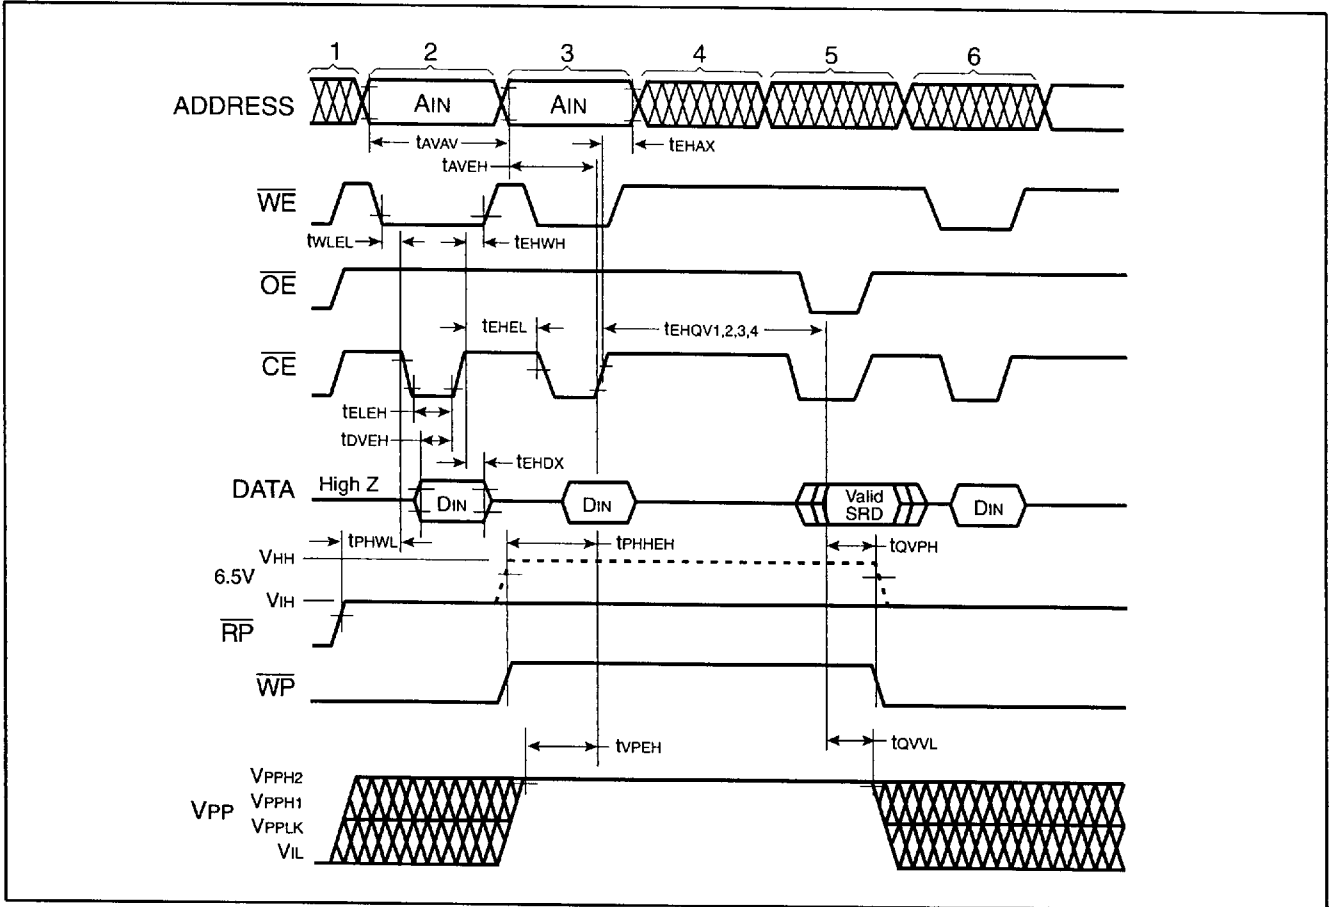 1 2 3 4 5 6
ADDRESS AIN AIN
tAVAV tEHAX
tAVEH
WE
tWLEL tEHWH
OE
tEHEL tEHQV1,2,3,4
CE
tELEH
tDVEH
tEHDX
DATA High Z DIN DIN Valid SRD DIN
tPHWL tPHHEH tQVPH
VHH
6.5V
VIH
RP
WP
tVPEH tQVVL
VPPH2
VPP VPPH1
VPPLK
VIL